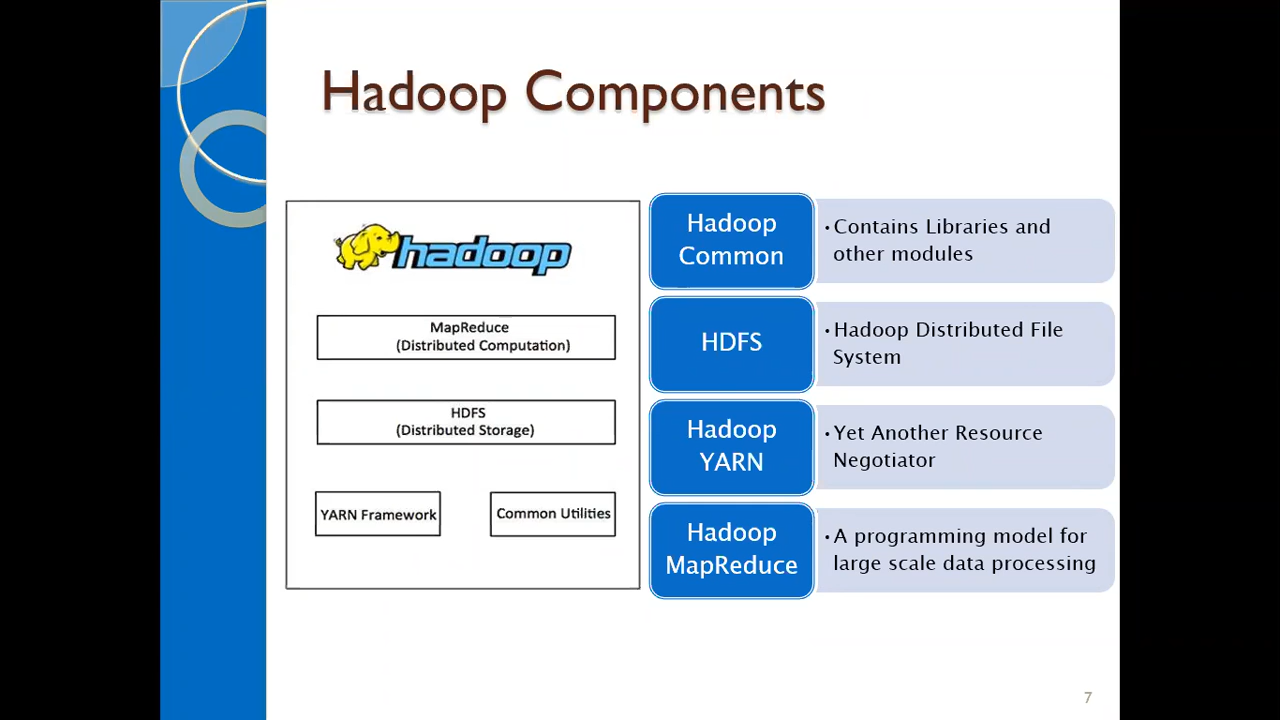 Hadoop Components
hadoop
MapReduce
(Distributed Computation)
HDFS
(Distributed Storage)
YARN Framework
Common Utilities
Hadoop
Common
•Contains Libraries and
other modules
HDFS
•Hadoop Distributed File
System
Hadoop
YARN
•Yet Another Resource
Negotiator
Hadoop
MapReduce
•A programming model for
large scale data processing
7